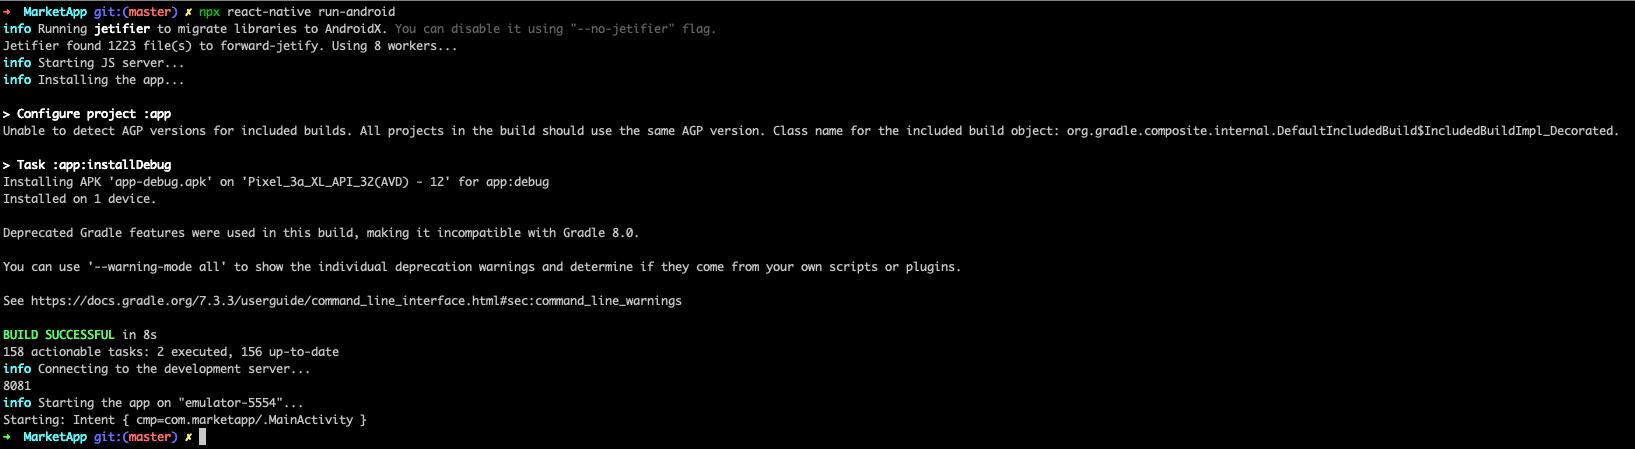 → MarketApp git:(master) ✗ npx react-native run-android
info Running jetifier to migrate libraries to AndroidX. You can disable it using "--no-jetifier" flag.
Jetifier found 1223 file(s) to forward-jetify. Using 8 workers...
info Starting JS server...
info Installing the app...
> Configure project :app
Unable to detect AGP versions for included builds. All projects in the build should use the same AGP version. Class name for the included build object: org.gradle.composite.internal.DefaultIncludedBuild$IncludedBuildImpl_Decorated.
> Task :app:installDebug
Installing APK 'app-debug.apk' on 'Pixel_3a_XL_API_32(AVD) - 12' for app:debug
Installed on 1 device.
Deprecated Gradle features were used in this build, making it incompatible with Gradle 8.0.
You can use '--warning-mode all' to show the individual deprecation warnings and determine if they come from your own scripts or plugins.
See https://docs.gradle.org/7.3.3/userguide/command_line_interface.html#sec:command_line_warnings
BUILD SUCCESSFUL in 8s
158 actionable tasks: 2 executed, 156 up-to-date
info Connecting to the development server...
8081
info Starting the app on "emulator-5554"...
Starting: Intent { cmp=com.marketapp/.MainActivity }
→ MarketApp git:(master) ✗